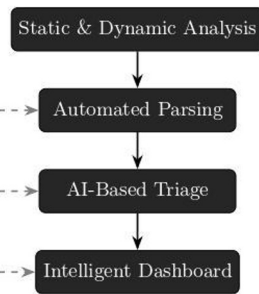 Static & Dynamic Analysis
Automated Parsing
AI-Based Triage
Intelligent Dashboard